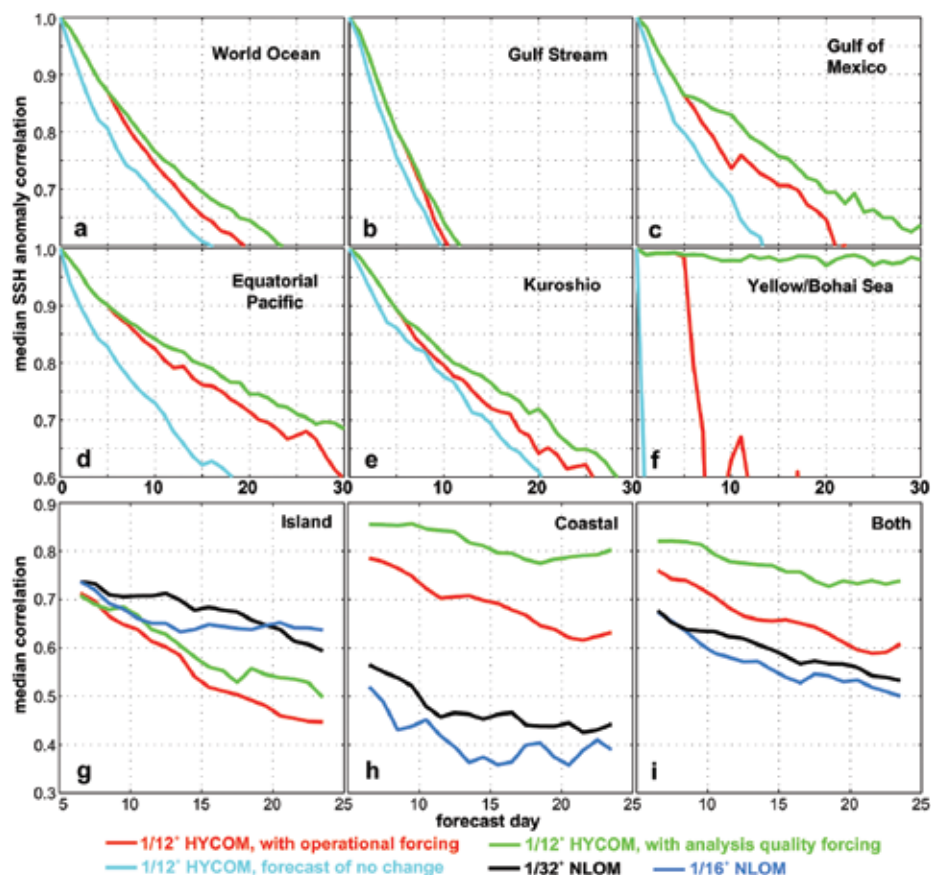 1.0
World Ocean
Gulf Stream
Gulf of
Mexico
0.9
0.8
0.7
a
b
c
median SSH anomaly correlation
1.0
Equatorial
Pacific
Kuroshio
Yellow/Bohai Sea
0.9
0.8
0.7
0.6
d
e
f
0 10 20 30 10 20 30 10 20 30
0.9
Island
Coastal
Both
0.8
0.7
0.6
0.5
0.4
0.3
median correlation
g
h
i
5 10 15 20 25 10 15 20 25 10 15 20 25
forecast day
1/12° HYCOM, with operational forcing
1/12° HYCOM, with analysis quality forcing
1/12° HYCOM, forecast of no change
1/32° NLOM
1/16° NLOM